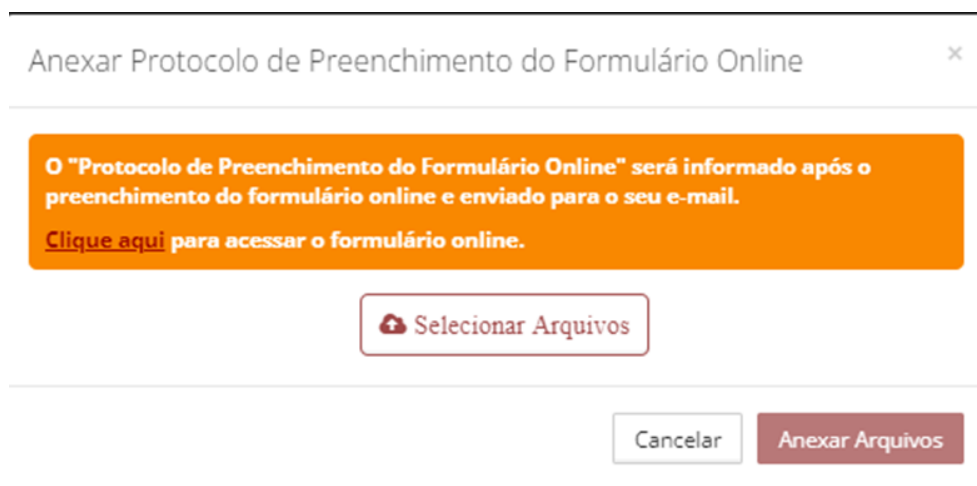 Anexar Protocolo de Preenchimento do Formulário Online ×
O "Protocolo de Preenchimento do Formulário Online" será informado após o
preenchimento do formulário online e enviado para o seu e-mail.
Clique aqui para acessar o formulário online.
Selecionar Arquivos
Cancelar Anexar Arquivos